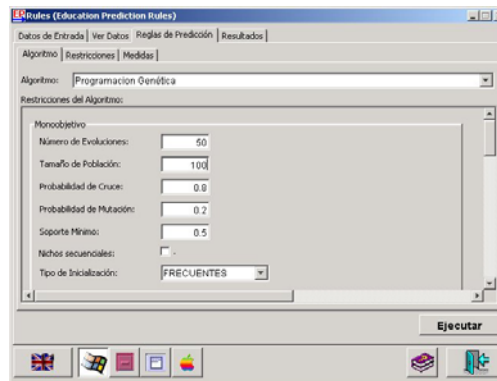 Rules (Education Prediction Rules)
Datos de Entrada Ver Datos Reglas de Predicción Resultados
Algoritmo Restricciones Medidas
Algoritmo: Programacion Genética
Restricciones del Algoritmo:
Monoobjetivo
Número de Evoluciones: 50
Tamaño de Población: 100
Probabilidad de Cruce: 0.8
Probabilidad de Mutación: 0.2
Soporte Mínimo: 0.5
Nichos secuenciales: .
Tipo de Inicialización: FRECUENTES
Ejecutar